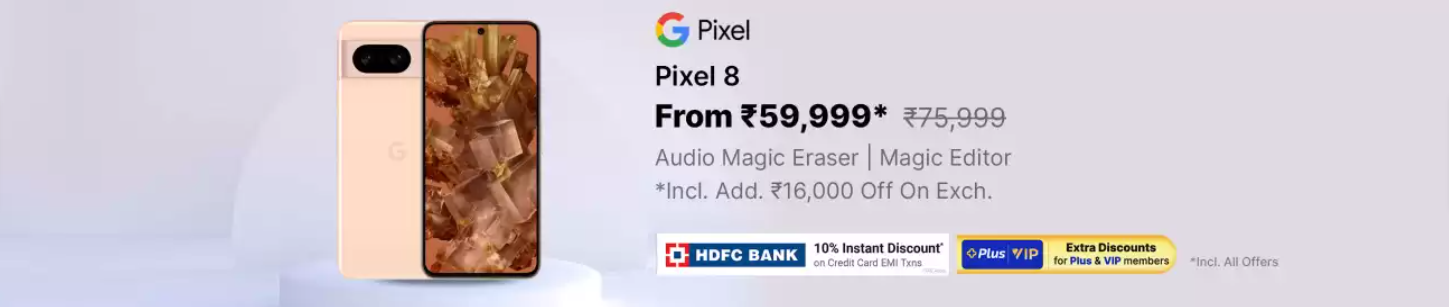 G Pixel
Pixel 8
From ₹59,999* ₹75,999
Audio Magic Eraser | Magic Editor
*Incl. Add. ₹16,000 Off On Exch.
HDFC BANK
10% Instant Discount*
on Credit Card EMI Txns
Plus VIP
Extra Discounts
for Plus & VIP members
*Incl. All Offers